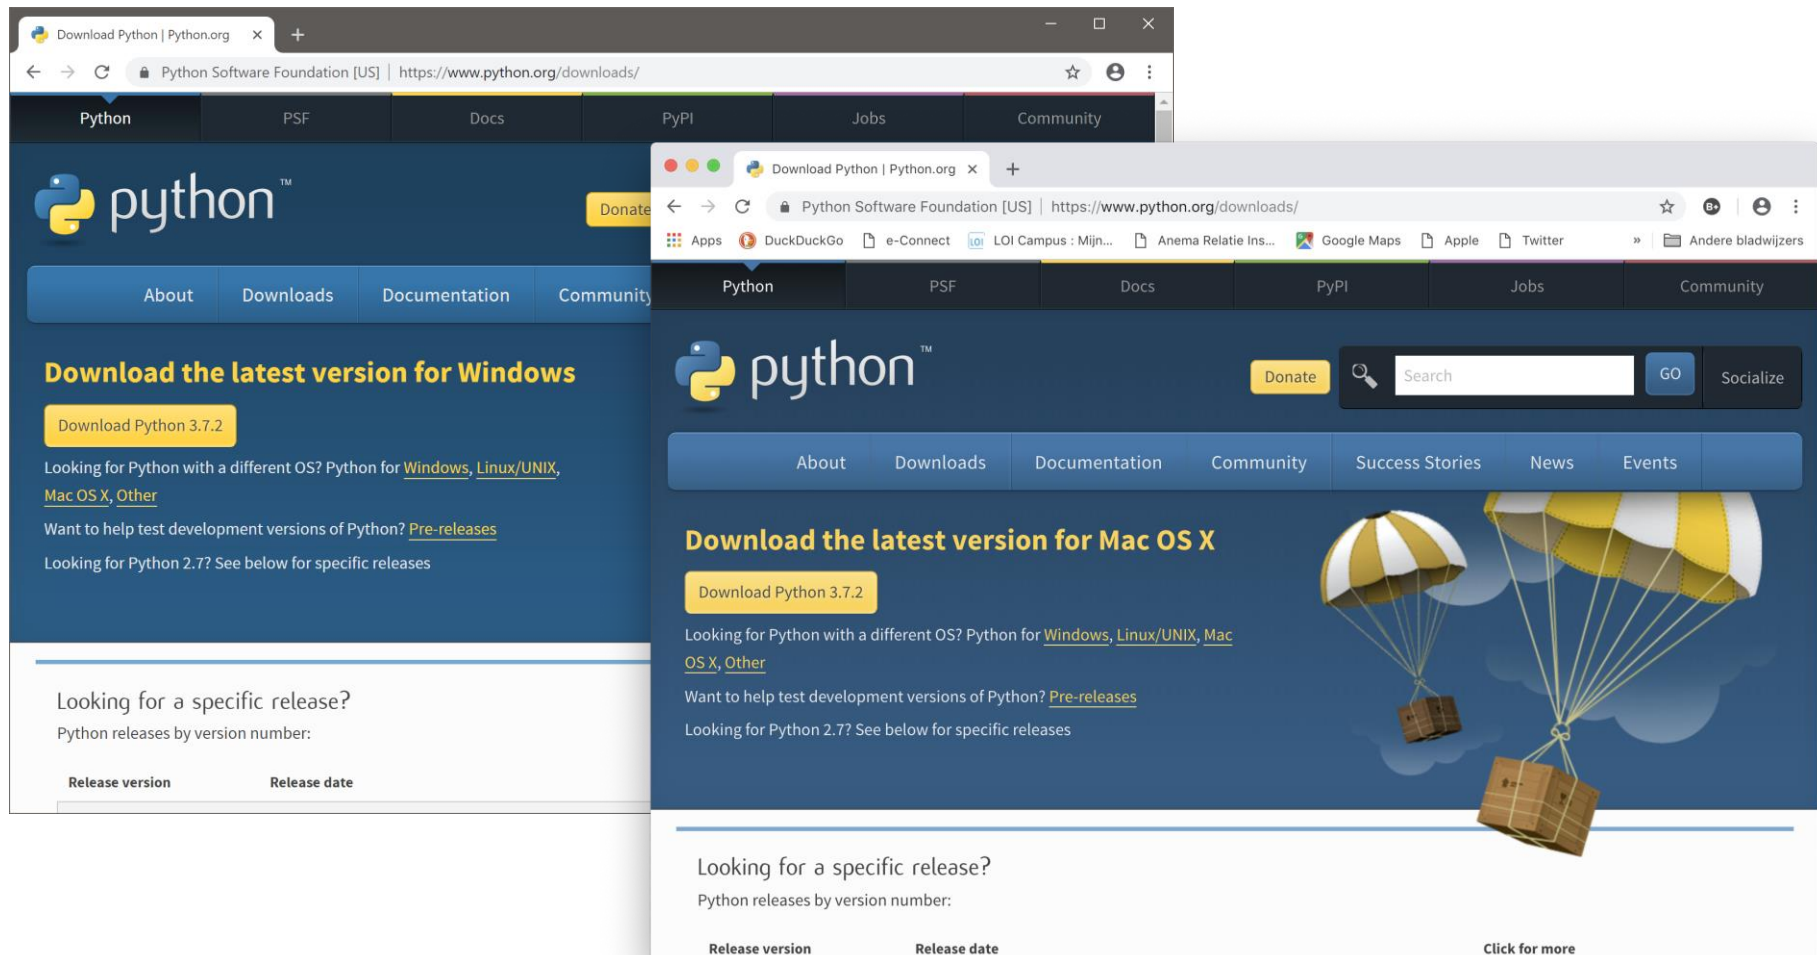 Download Python | Python.org
Python Software Foundation [US] | https://www.python.org/downloads/
Python PSF Docs PyPI Jobs Community
python™
Donate
About Downloads Documentation Community
Download the latest version for Windows
Download Python 3.7.2
Looking for Python with a different OS? Python for Windows, Linux/UNIX,
Mac OS X, Other
Want to help test development versions of Python? Pre-releases
Looking for Python 2.7? See below for specific releases
Looking for a specific release?
Python releases by version number:
Release version Release date
Download Python | Python.org
Python Software Foundation [US] | https://www.python.org/downloads/
Apps DuckDuckGo e-Connect LOI LOI Campus : Mijn... Anema Relatie Ins... Google Maps Apple Twitter » Andere bladwijzers
Python PSF Docs PyPI Jobs Community
python™
Donate Search GO Socialize
About Downloads Documentation Community Success Stories News Events
Download the latest version for Mac OS X
Download Python 3.7.2
Looking for Python with a different OS? Python for Windows, Linux/UNIX, Mac
OS X, Other
Want to help test development versions of Python? Pre-releases
Looking for Python 2.7? See below for specific releases
Looking for a specific release?
Python releases by version number:
Release version Release date Click for more